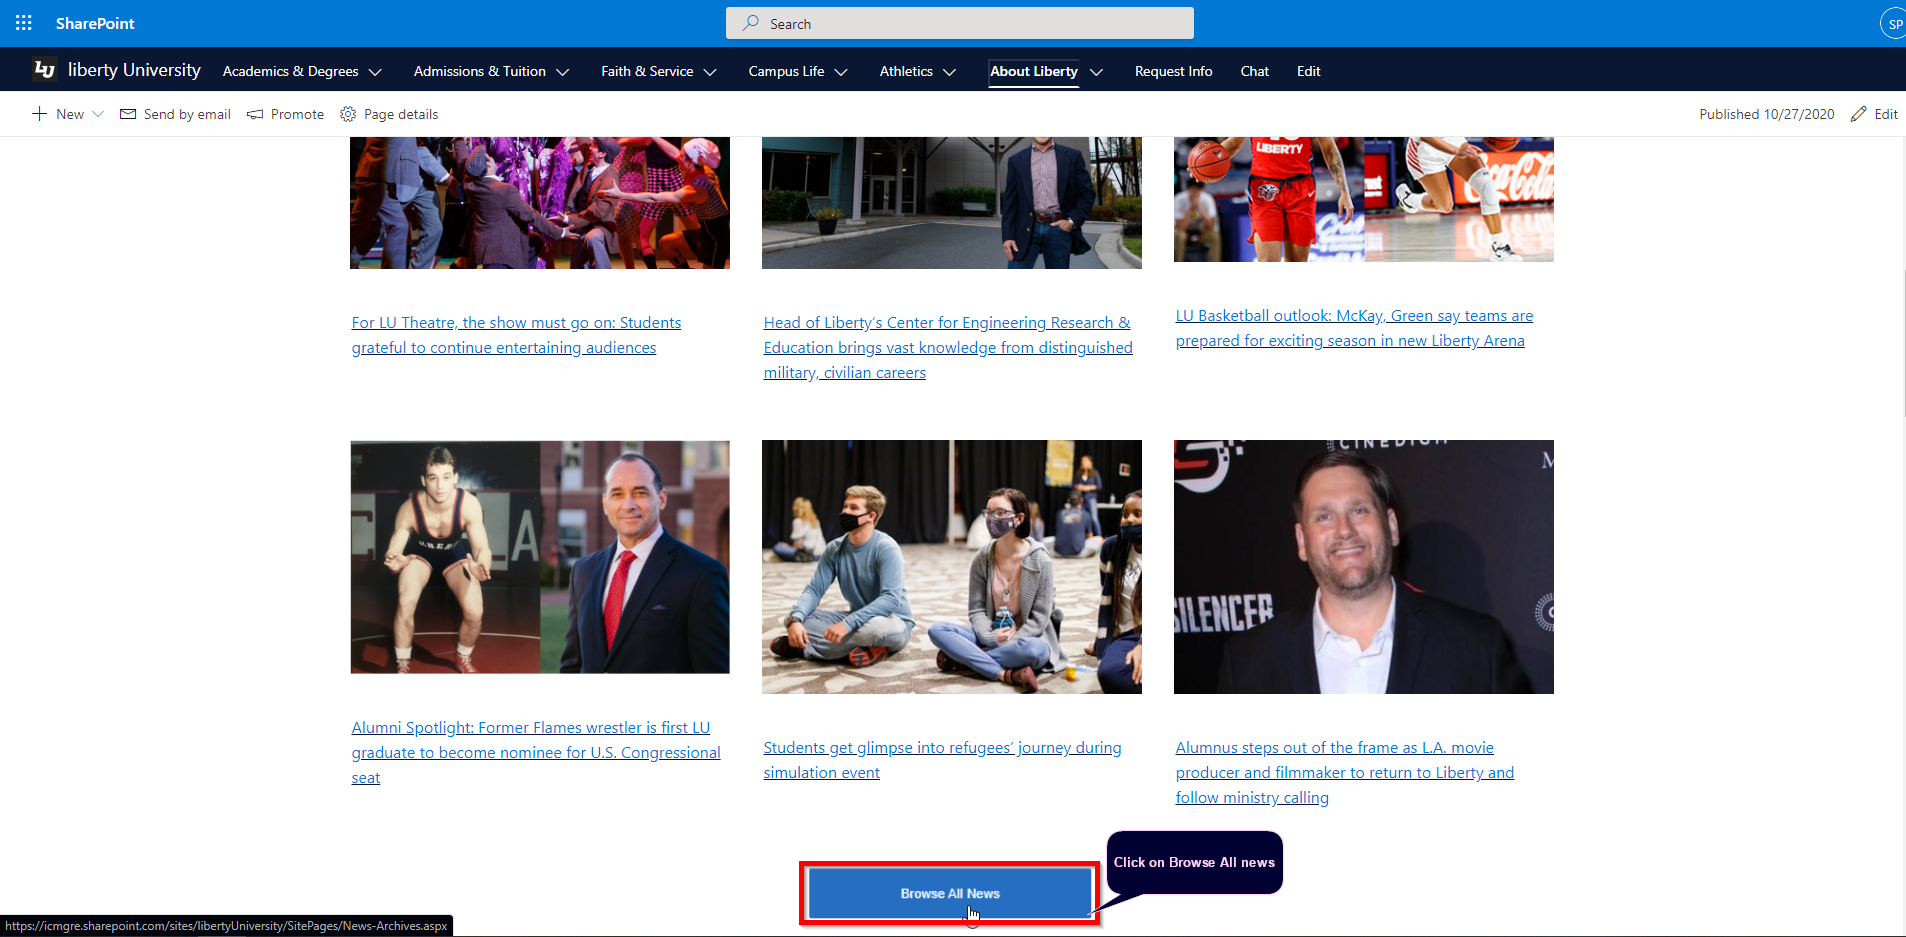 SharePoint
Search
SP
LU liberty University Academics & Degrees Admissions & Tuition Faith & Service Campus Life Athletics About Liberty Request Info Chat Edit
New Send by email Promote Page details Published 10/27/2020 Edit
LIBERTY
Coca-Cola
For LU Theatre, the show must go on: Students
grateful to continue entertaining audiences
Head of Liberty’s Center for Engineering Research &
Education brings vast knowledge from distinguished
military, civilian careers
LU Basketball outlook: McKay, Green say teams are
prepared for exciting season in new Liberty Arena
CINEDIGM
SILENCER
Alumni Spotlight: Former Flames wrestler is first LU
graduate to become nominee for U.S. Congressional
seat
Students get glimpse into refugees’ journey during
simulation event
Alumnus steps out of the frame as L.A. movie
producer and filmmaker to return to Liberty and
follow ministry calling
Click on Browse All news
Browse All News
https://icmgre.sharepoint.com/sites/libertyUniversity/SitePages/News-Archives.aspx